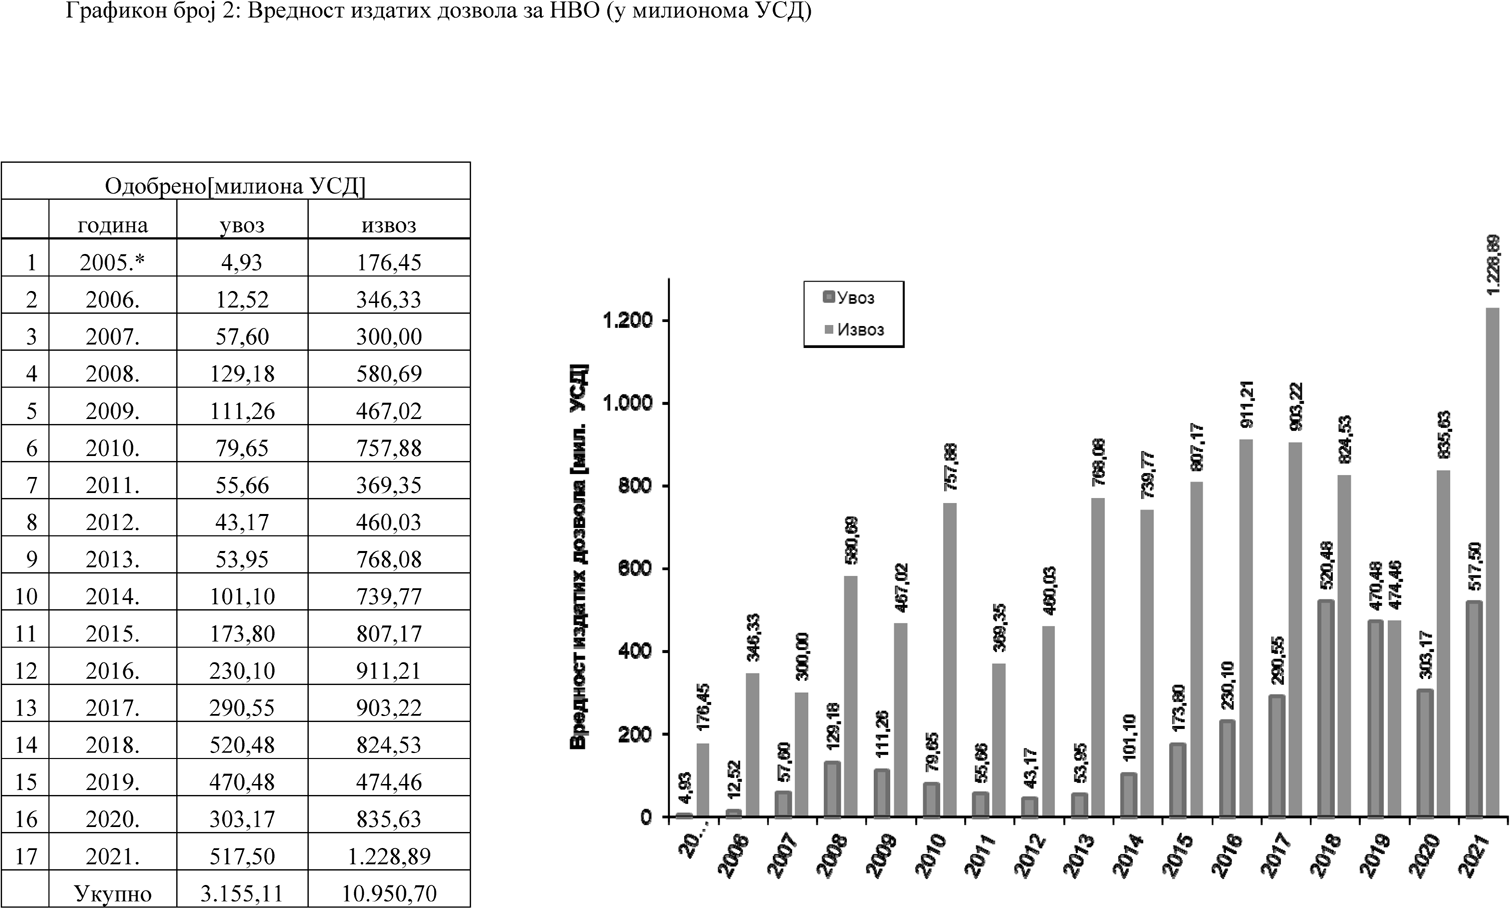 Графикон број 2: Вредност издатих дозвола за НВО (у милионома УСД)
Одобрено[милиона УСД]
година увоз извоз
1 2005.* 4,93 176,45
2 2006. 12,52 346,33
3 2007. 57,60 300,00
4 2008. 129,18 580,69
5 2009. 111,26 467,02
6 2010. 79,65 757,88
7 2011. 55,66 369,35
8 2012. 43,17 460,03
9 2013. 53,95 768,08
10 2014. 101,10 739,77
11 2015. 173,80 807,17
12 2016. 230,10 911,21
13 2017. 290,55 903,22
14 2018. 520,48 824,53
15 2019. 470,48 474,46
16 2020. 303,17 835,63
17 2021. 517,50 1.228,89
Укупно 3.155,11 10.950,70
Вредност издатих дозвола [мил. УСД]
Увоз
Извоз
1.200
1.000
800
600
400
200
0
4,93 176,45
12,52 346,33
57,60 300,00
129,18 580,69
111,26 467,02
79,65 757,88
55,66 369,35
43,17 460,03
53,95 768,08
101,10 739,77
173,80 807,17
230,10 911,21
290,55 903,22
520,48 824,53
470,48 474,46
303,17 835,63
517,50 1.228,89
20... 2006 2007 2008 2009 2010 2011 2012 2013 2014 2015 2016 2017 2018 2019 2020 2021